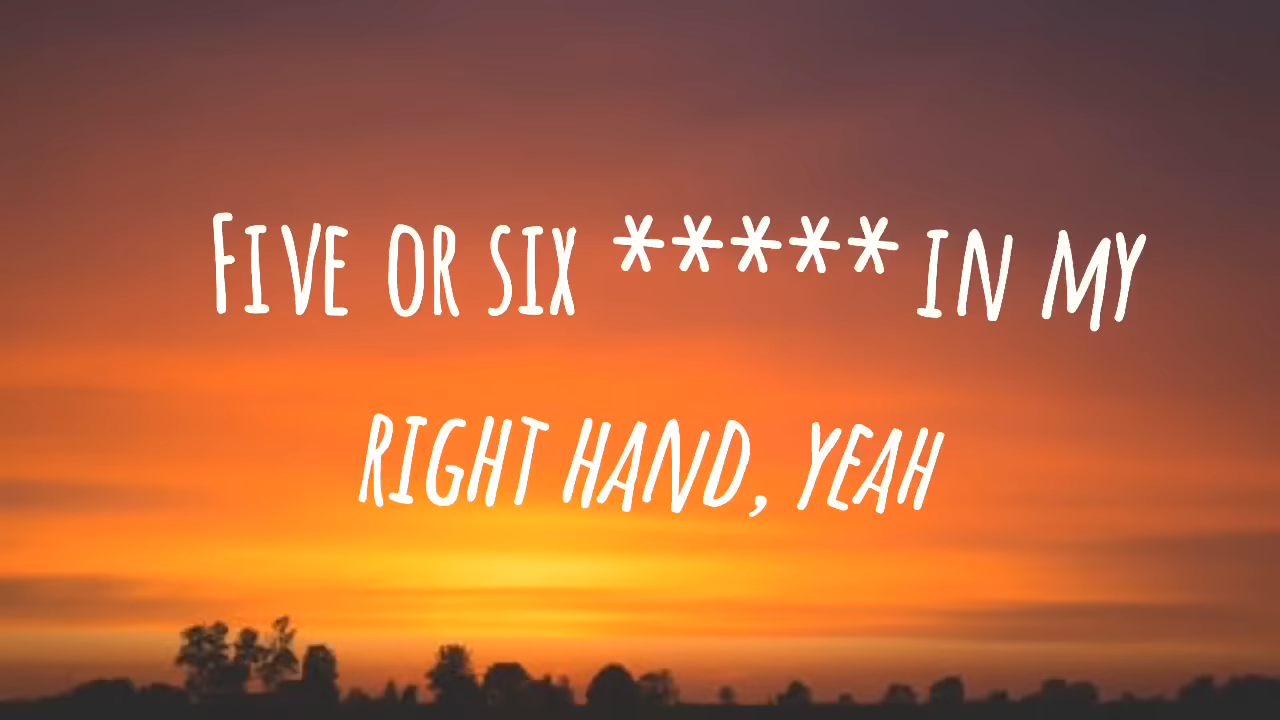 Five or six ***** in my
right hand, yeah